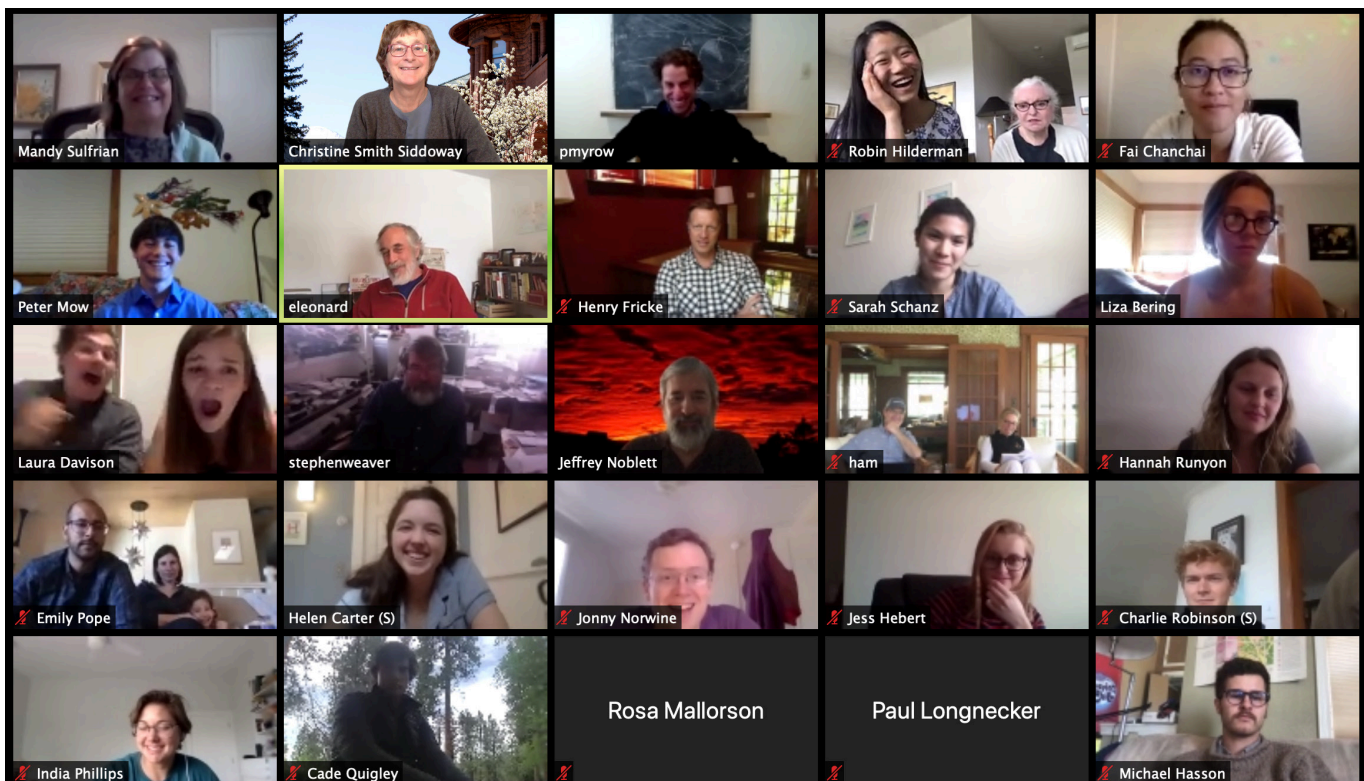 Mandy Sulfrian
Christine Smith Siddoway
pmyrow
Robin Hilderman
Fai Chanchai
Peter Mow
eleonard
Henry Fricke
Sarah Schanz
Liza Bering
Laura Davison
stephenweaver
Jeffrey Noblett
ham
Hannah Runyon
Emily Pope
Helen Carter (S)
Jonny Norwine
Jess Hebert
Charlie Robinson (S)
India Phillips
Cade Quigley
Rosa Mallorson
Paul Longnecker
Michael Hasson